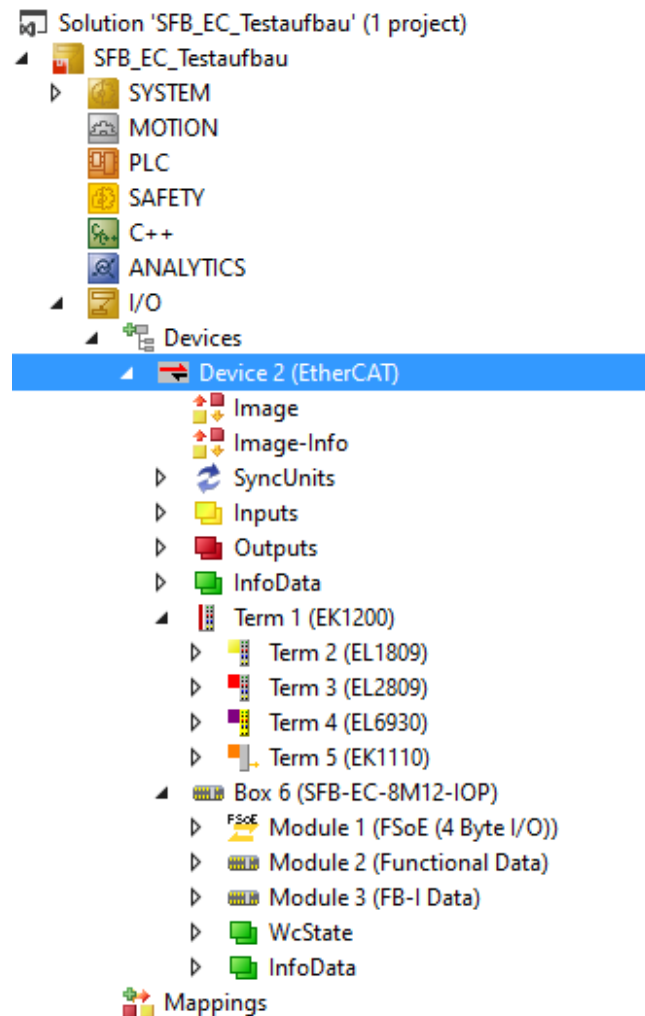 Solution 'SFB_EC_Testaufbau' (1 project)
SFB_EC_Testaufbau
SYSTEM
MOTION
PLC
SAFETY
C++
ANALYTICS
I/O
Devices
Device 2 (EtherCAT)
Image
Image-Info
SyncUnits
Inputs
Outputs
InfoData
Term 1 (EK1200)
Term 2 (EL1809)
Term 3 (EL2809)
Term 4 (EL6930)
Term 5 (EK1110)
Box 6 (SFB-EC-8M12-IOP)
FSoE Module 1 (FSoE (4 Byte I/O))
Module 2 (Functional Data)
Module 3 (FB-I Data)
WcState
InfoData
Mappings